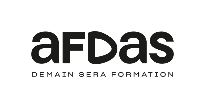 AFDAS
DEMAIN SERA FORMATION